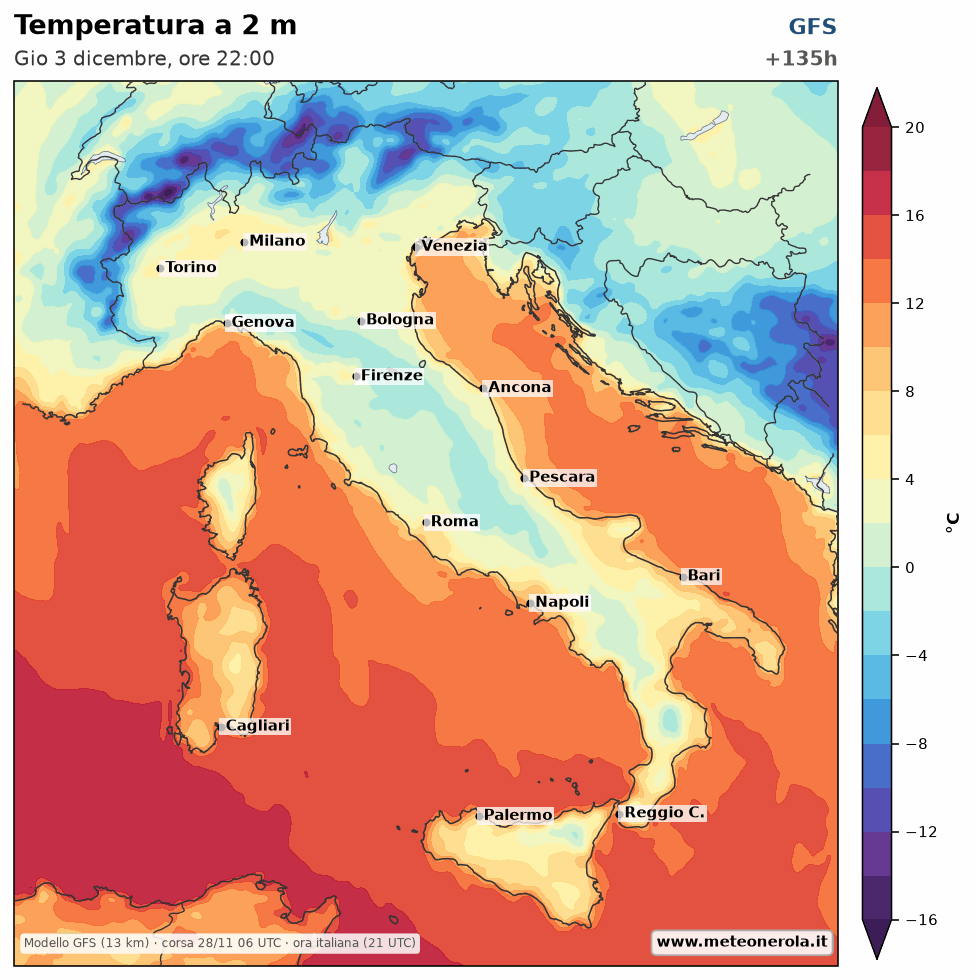 Temperatura a 2 m
GFS
Gio 3 dicembre, ore 22:00
+135h
20
16
12
8
4
0
−4
−8
−12
−16
°C
Milano
Venezia
Torino
Genova
Bologna
Firenze
Ancona
Pescara
Roma
Bari
Napoli
Cagliari
Palermo
Reggio C.
Modello GFS (13 km) · corsa 28/11 06 UTC · ora italiana (21 UTC)
www.meteonerola.it